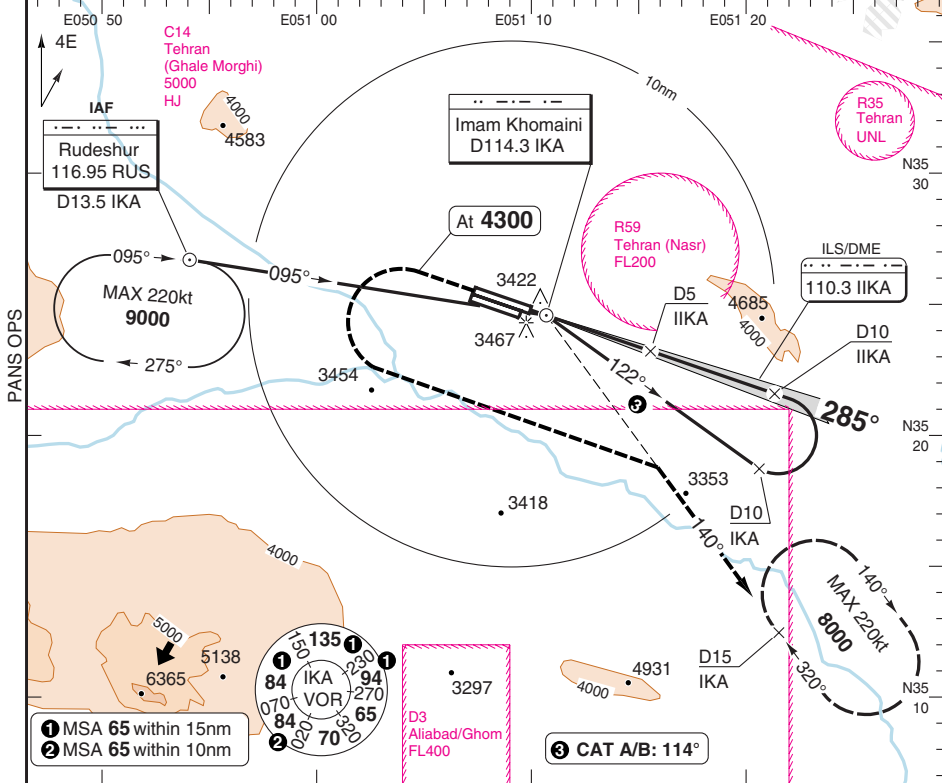 E050 50
E051 00
E051 10
E051 20
4E
C14
Tehran
(Ghale Morghi)
5000
HJ
4000
4583
10nm
IAF
Rudeshur
116.95 RUS
D13.5 IKA
Imam Khomaini
D114.3 IKA
R35
Tehran
UNL
N35
30
At 4300
R59
Tehran (Nasr)
FL200
ILS/DME
110.3 IIKA
095°
MAX 220kt
9000
275°
095°
3422
3467
4685
4000
D5
IIKA
D10
IIKA
PANS OPS
3454
122°
3
285°
N35
20
3353
D10
IKA
3418
140°
4000
5000
5138
6365
140°
MAX 220kt
8000
320°
D15
IKA
N35
10
IKA
VOR
150
135
1
230
1
94
270
65
320
70
020
2
84
070
84
1
3297
D3
Aliabad/Ghom
FL400
4931
4000
1 MSA 65 within 15nm
2 MSA 65 within 10nm
3 CAT A/B: 114°